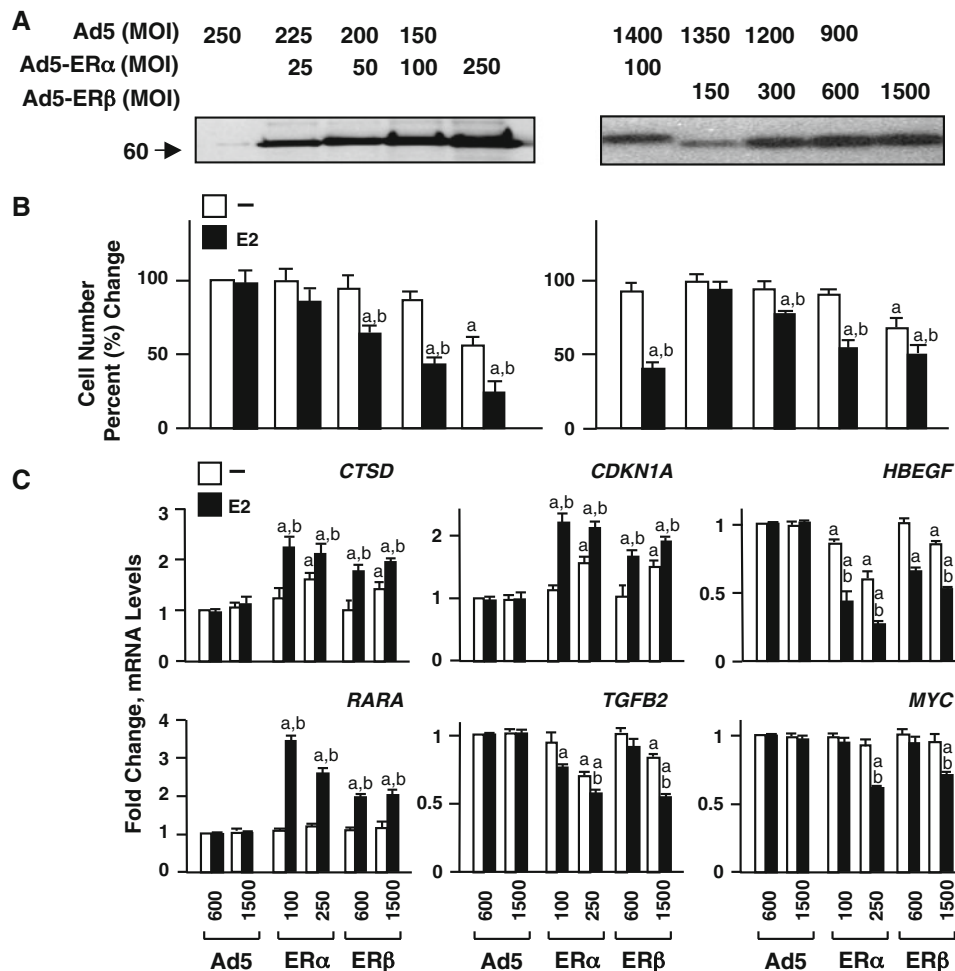 A
Ad5 (MOI) 250 225 200 150 1400 1350 1200 900
Ad5-ERα (MOI) 25 50 100 250 100
Ad5-ERβ (MOI) 150 300 600 1500
60
B
–
E2
Cell Number
Percent (%) Change
100 100
a a
a,b a,b
a,b a,b a,b a,b
a,b a,b
50 50
0 0
C
–
E2
CTSD CDKN1A HBEGF
Fold Change, mRNA Levels
3
2
1
0
a,b a,b a a,b a a,b
2
1
0
a,b a a,b a,b a a,b
1
0.5
0
a a b a a b a a a b
RARA TGFB2 MYC
4
3
2
1
0
a,b a,b a,b a,b
1
0.5
0
a a a b a a b
1
0.5
0
a b a b
600 1500 100 250 600 1500 600 1500 100 250 600 1500 600 1500 100 250 600 1500
Ad5 ERα ERβ Ad5 ERα ERβ Ad5 ERα ERβ